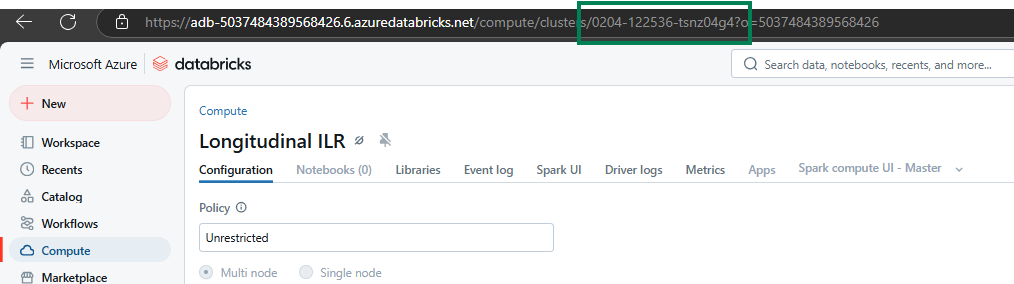 https://adb-5037484389568426.6.azuredatabricks.net/compute/clusters/0204-122536-tsnz04g4?o=5037484389568426
Microsoft Azure databricks
Search data, notebooks, recents, and more...
New
Compute
Workspace
Longitudinal ILR
Recents
Configuration Notebooks (0) Libraries Event log Spark UI Driver logs Metrics Apps Spark compute UI - Master
Catalog
Policy
Workflows
Unrestricted
Compute
Marketplace
Multi node Single node